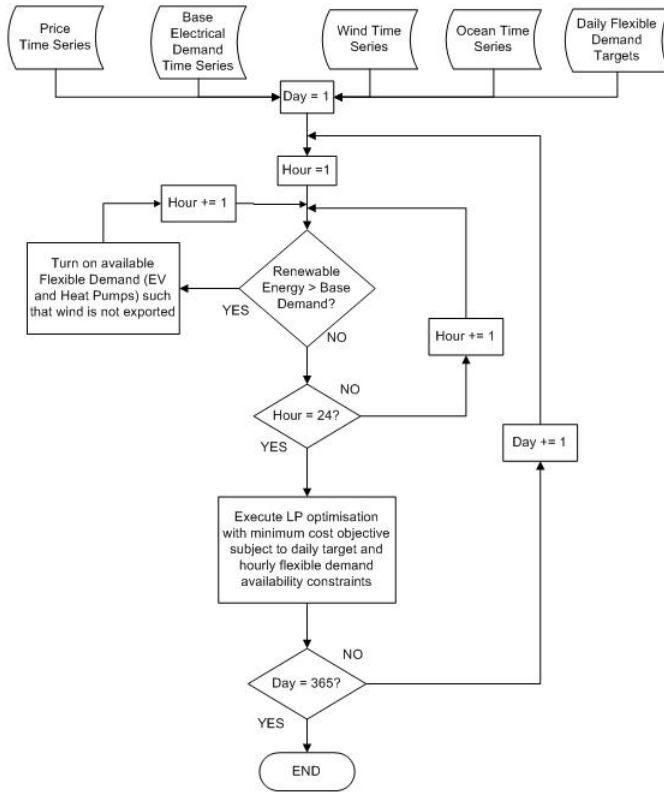 Price
Time Series
Base
Electrical
Demand
Time Series
Wind Time
Series
Ocean Time
Series
Daily Flexible
Demand
Targets
Day = 1
Hour =1
Hour += 1
Turn on available
Flexible Demand (EV
and Heat Pumps) such
that wind is not exported
Renewable
Energy > Base
Demand?
YES
NO
Hour += 1
NO
Hour = 24?
YES
Day += 1
Execute LP optimisation
with minimum cost objective
subject to daily target and
hourly flexible demand
availability constraints
NO
Day = 365?
YES
END